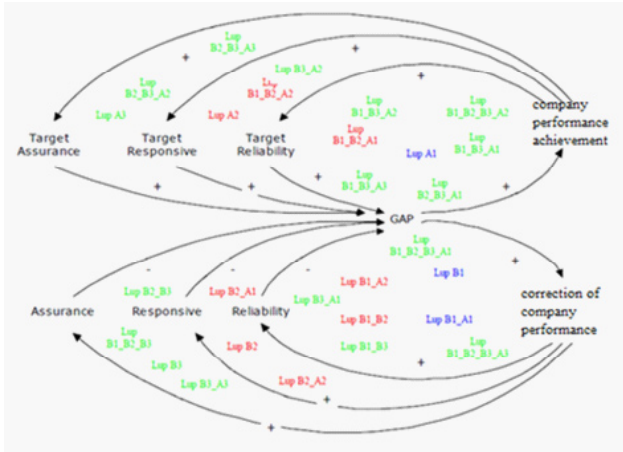 Lup
B2_B3_A3
+
+
Lup B3_A2
+
Lup
B2_B3_A2
Lup
B1_B2_A2
Lup A3
Lup A2
Lup
B1_B3_A2
Lup
B1_B2_B3_A2
company
performance
achievement
Target
Assurance
Target
Responsive
Target
Reliability
Lup
B1_B2_A1
Lup A1
Lup
B1_B3_A1
+
+
+
Lup
B1_B3_A3
Lup
B2_B3_A1
+
GAP
Lup
B1_B2_B3_A1
+
-
-
-
Lup B1
Lup B2_B3
Lup B2_A1
Lup B3_A1
Lup B1_A2
Assurance
Responsive
Reliability
correction of
company
performance
Lup B1_B2
Lup B1_A1
Lup
B1_B2_B3
Lup B2
Lup B1_B3
Lup
B1_B2_B3_A3
Lup B3
+
Lup B3_A3
Lup B2_A2
+
+